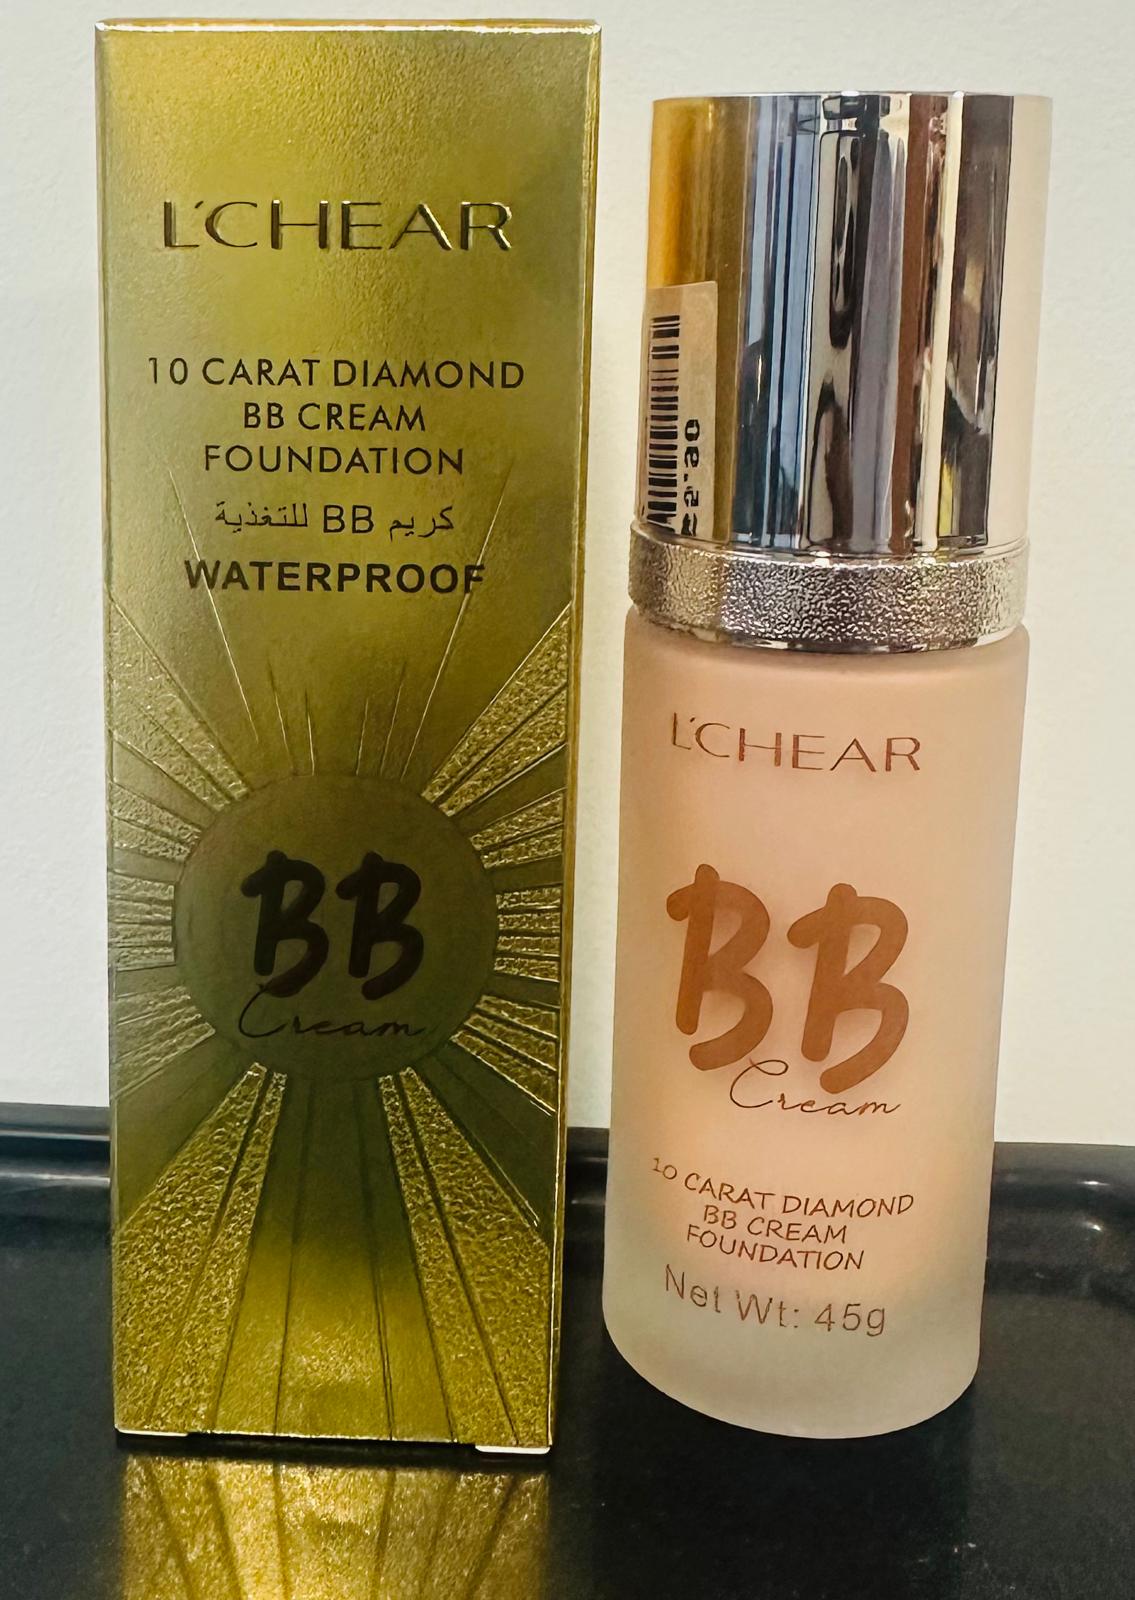 L'CHEAR
10 CARAT DIAMOND
BB CREAM
FOUNDATION
كريم BB للتغذية
WATERPROOF
BB
Cream
L'CHEAR
BB
Cream
10 CARAT DIAMOND
BB CREAM
FOUNDATION
Net Wt: 45g